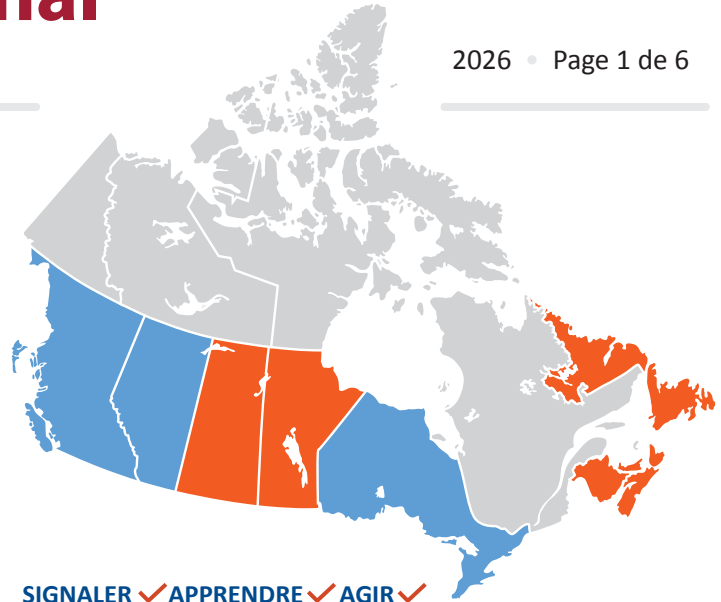 2026 • Page 1 de 6
SIGNALER ✓ APPRENDRE ✓ AGIR ✓